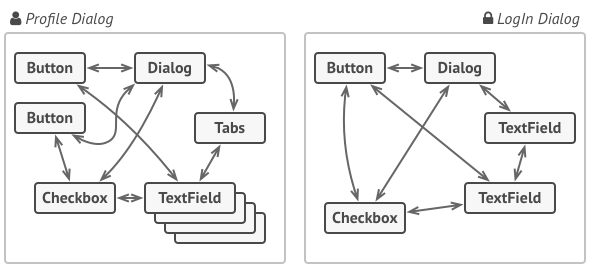 Profile Dialog
Button
Dialog
Button
Tabs
Checkbox
TextField
LogIn Dialog
Button
Dialog
TextField
TextField
Checkbox